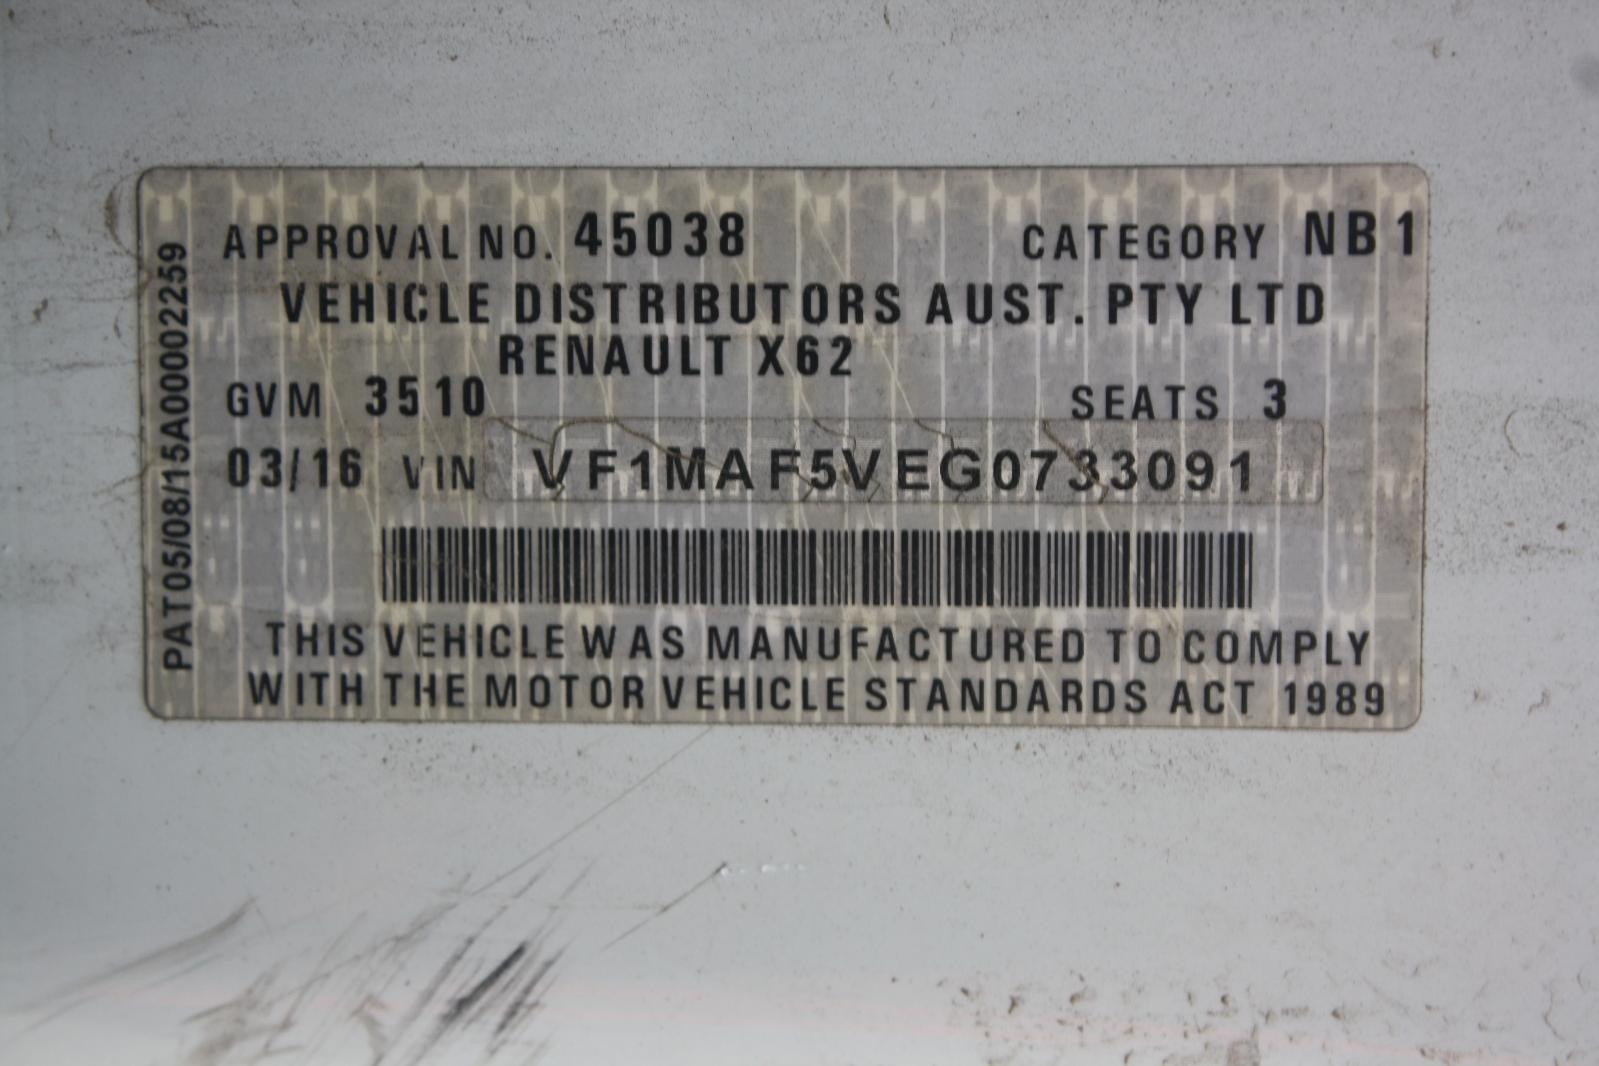 APPROVAL NO. 45038 CATEGORY NB1
VEHICLE DISTRIBUTORS AUST. PTY LTD
RENAULT X62
GVM 3510 SEATS 3
03/16 VIN VF1MAF5VEG0733091
THIS VEHICLE WAS MANUFACTURED TO COMPLY
WITH THE MOTOR VEHICLE STANDARDS ACT 1989
PAT05/08/15A00002259